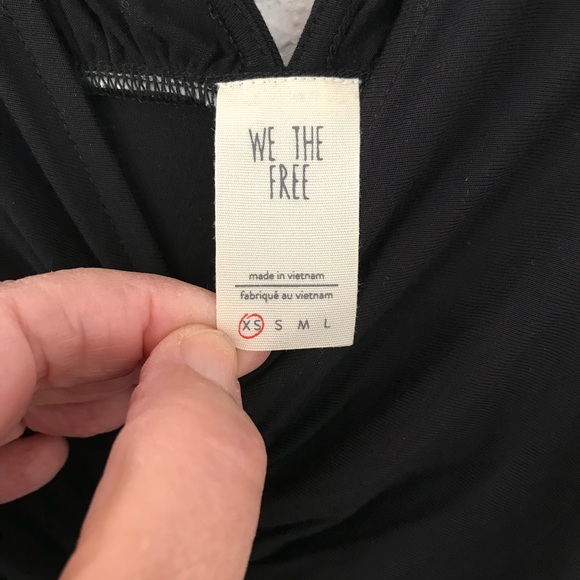 WE THE
FREE
made in vietnam
fabriqué au vietnam
XS S M L